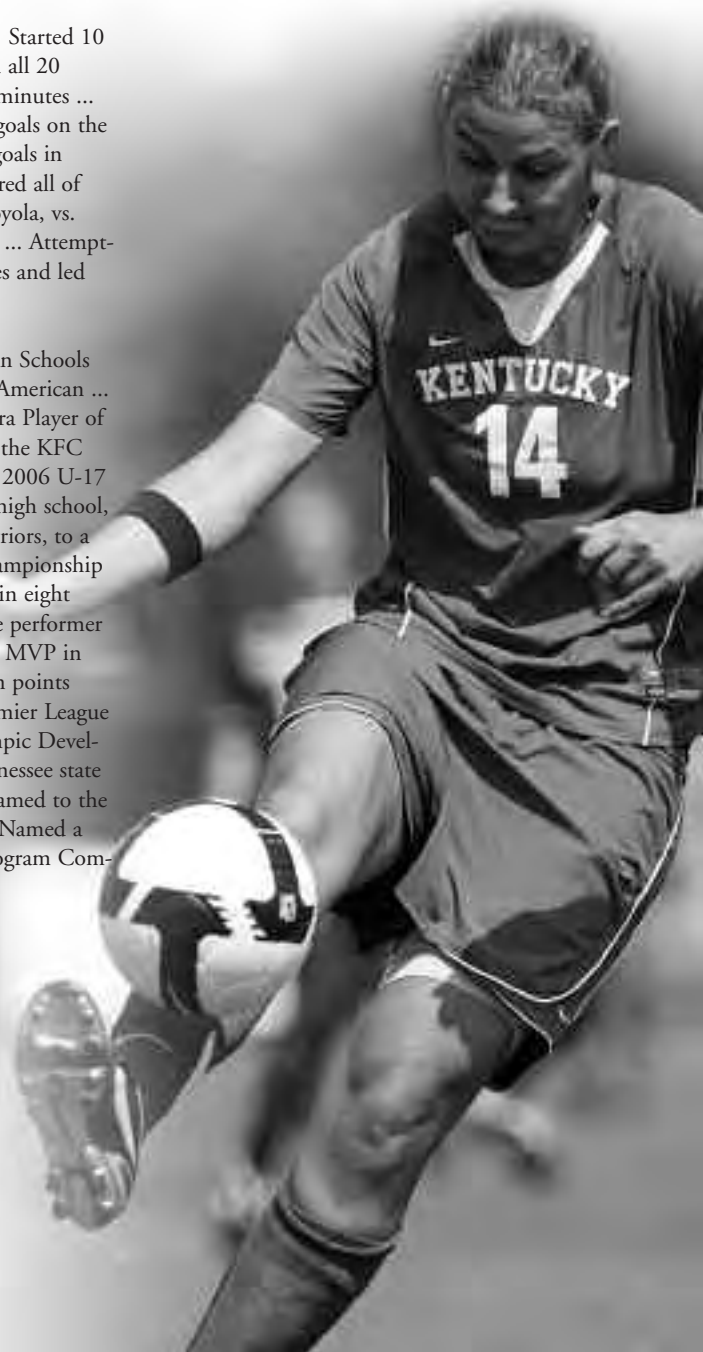 Started 10
all 20
minutes ...
goals on the
goals in
red all of
oyola, vs.
... Attempt-
es and led
n Schools
American ...
ra Player of
the KFC
2006 U-17
high school,
riors, to a
ampionship
in eight
e performer
MVP in
n points
mier League
pic Devel-
nessee state
amed to the
Named a
ogram Com-
KENTUCKY
14